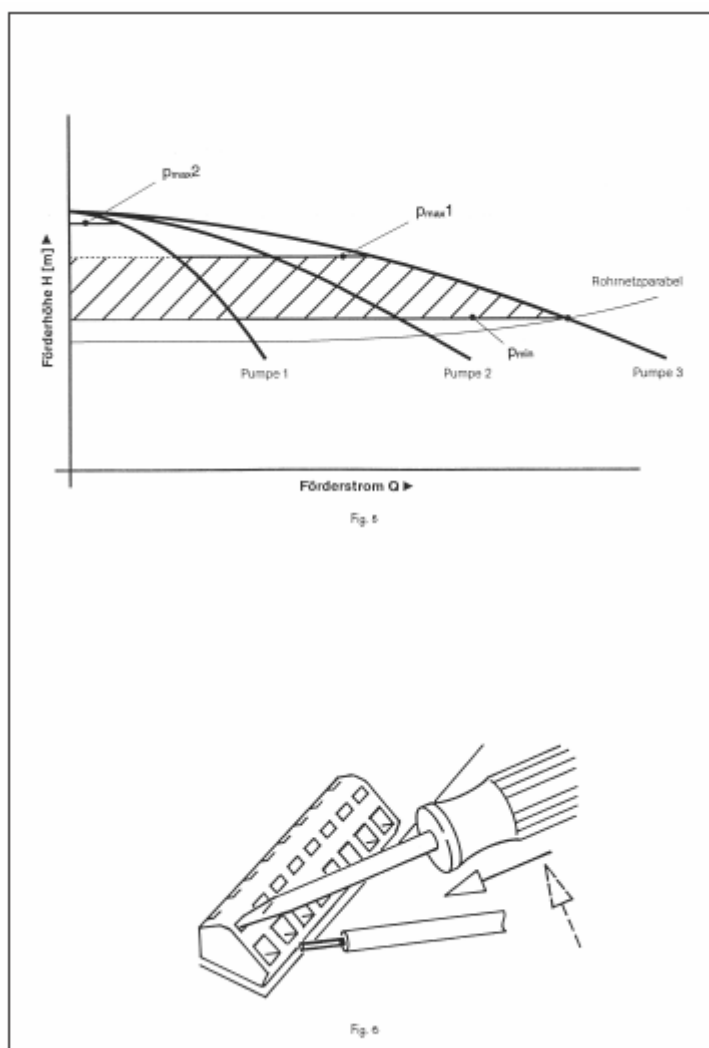 pmax2
pmax1
Förderhöhe H [m] ►
Rohrnetzparabel
pmin
Pumpe 1
Pumpe 2
Pumpe 3
Förderstrom Q ►
Fig. 5
Fig. 6